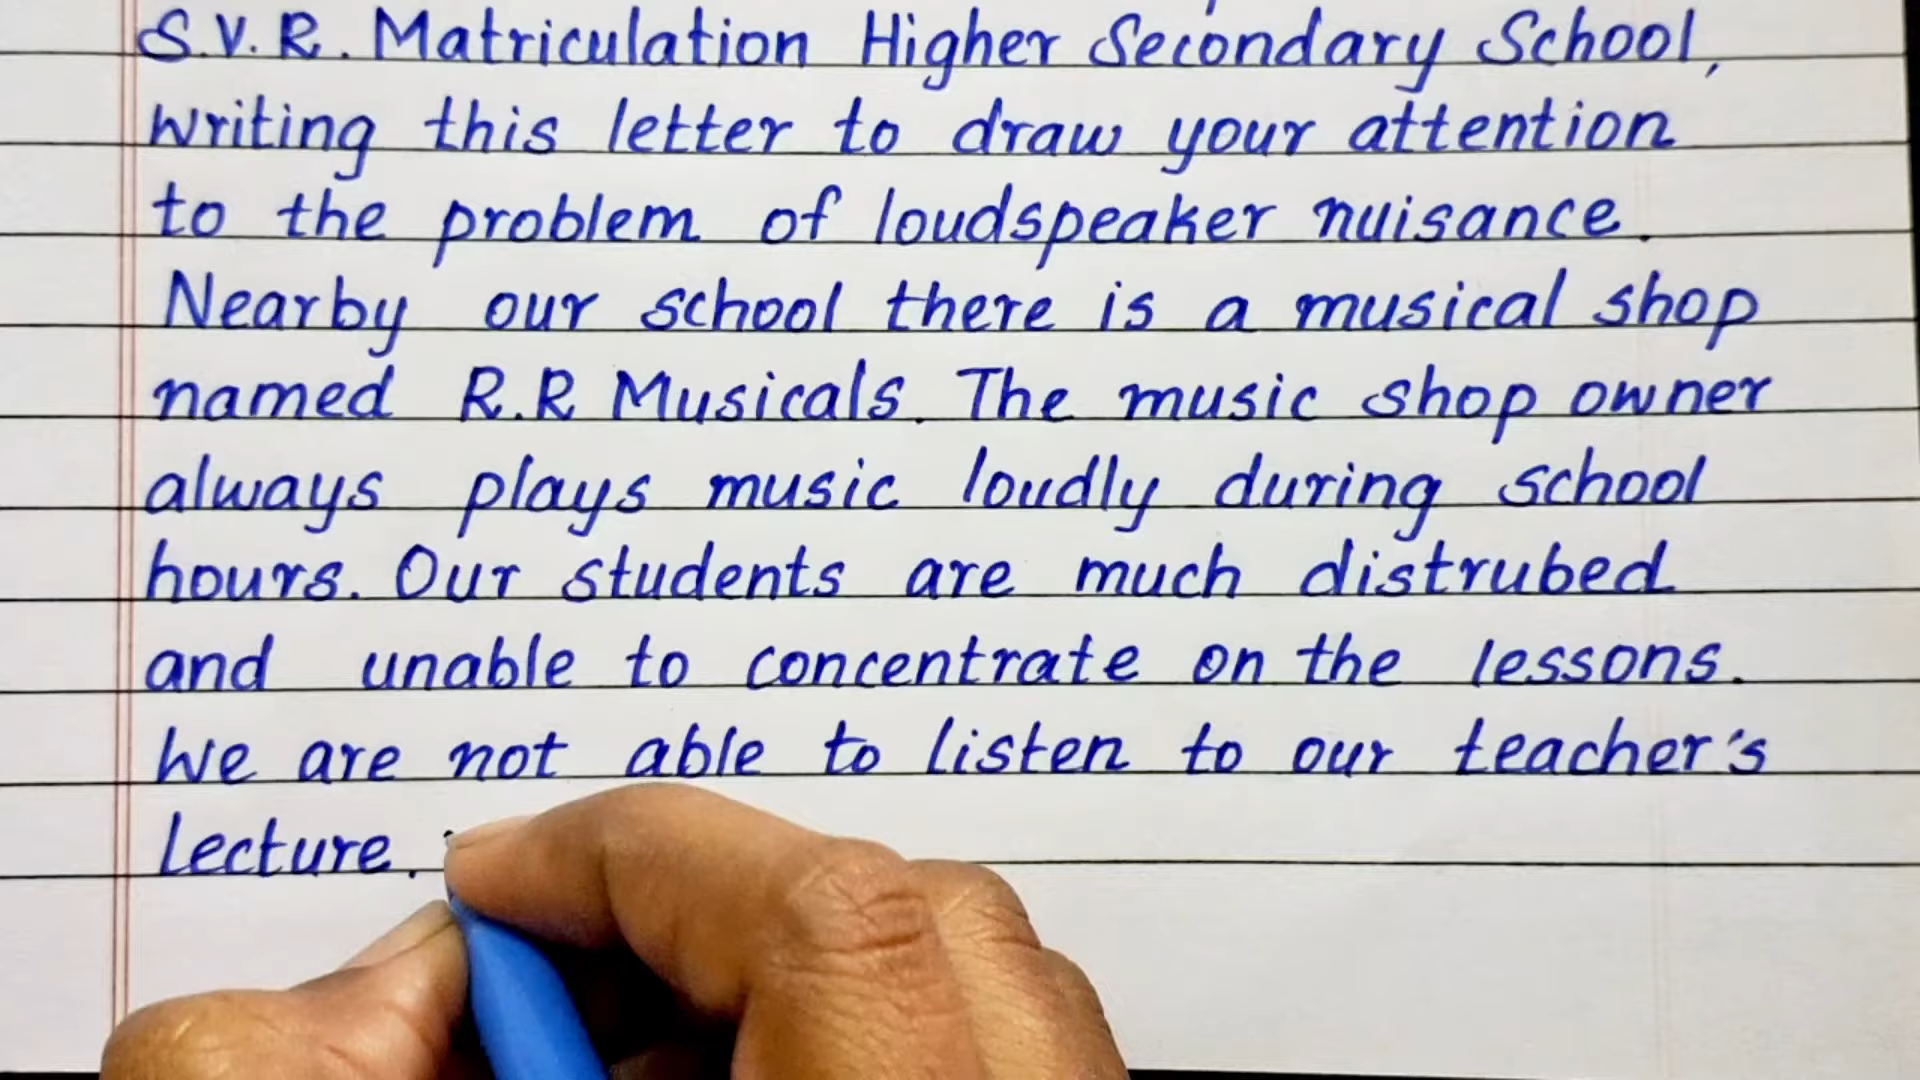 S.V.R. Matriculation Higher Secondary School,
writing this letter to draw your attention
to the problem of loudspeaker nuisance.
Nearby our school there is a musical shop
named R.R Musicals. The music shop owner
always plays music loudly during school
hours. Our students are much distrubed
and unable to concentrate on the lessons.
We are not able to listen to our teacher's
lecture.